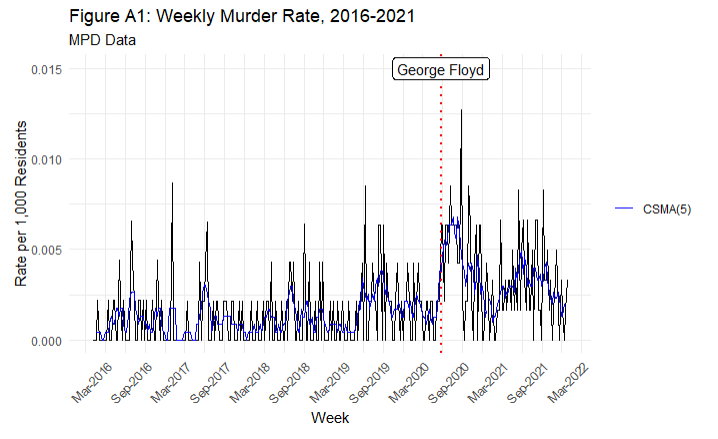 Figure A1: Weekly Murder Rate, 2016-2021
MPD Data
George Floyd
0.015
0.010
0.005
0.000
Rate per 1,000 Residents
CSMA(5)
Mar-2016
Sep-2016
Mar-2017
Sep-2017
Mar-2018
Sep-2018
Mar-2019
Sep-2019
Mar-2020
Sep-2020
Mar-2021
Sep-2021
Mar-2022
Week